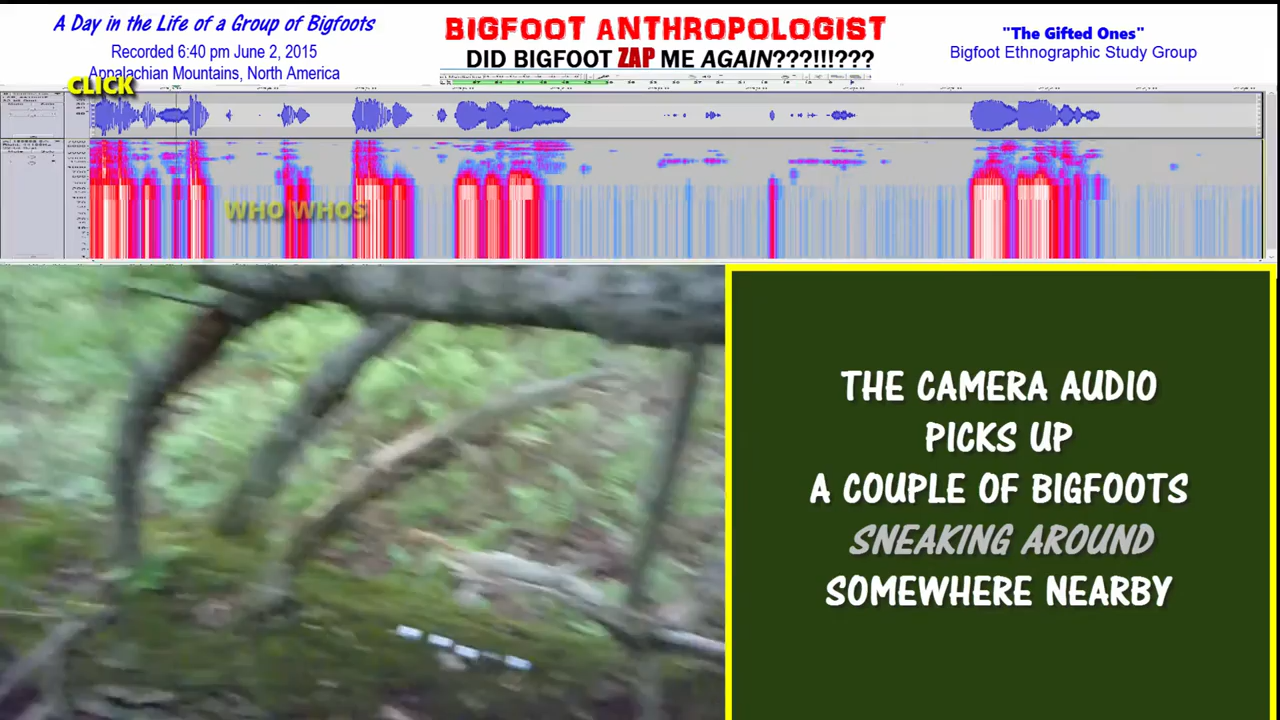 A Day in the Life of a Group of Bigfoots
Recorded 6:40 pm June 2, 2015
Appalachian Mountains, North America
BIGFOOT ANTHROPOLOGIST
DID BIGFOOT ZAP ME AGAIN???!!!???
"The Gifted Ones"
Bigfoot Ethnographic Study Group
CLICK
WHO WHOS
THE CAMERA AUDIO
PICKS UP
A COUPLE OF BIGFOOTS
SNEAKING AROUND
SOMEWHERE NEARBY